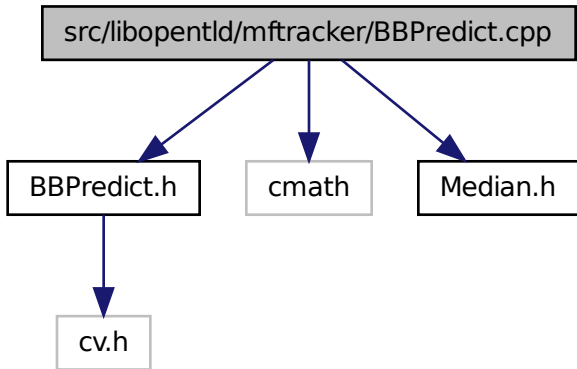 src/libopentld/mftracker/BBPredict.cpp
BBPredict.h
cmath
Median.h
cv.h